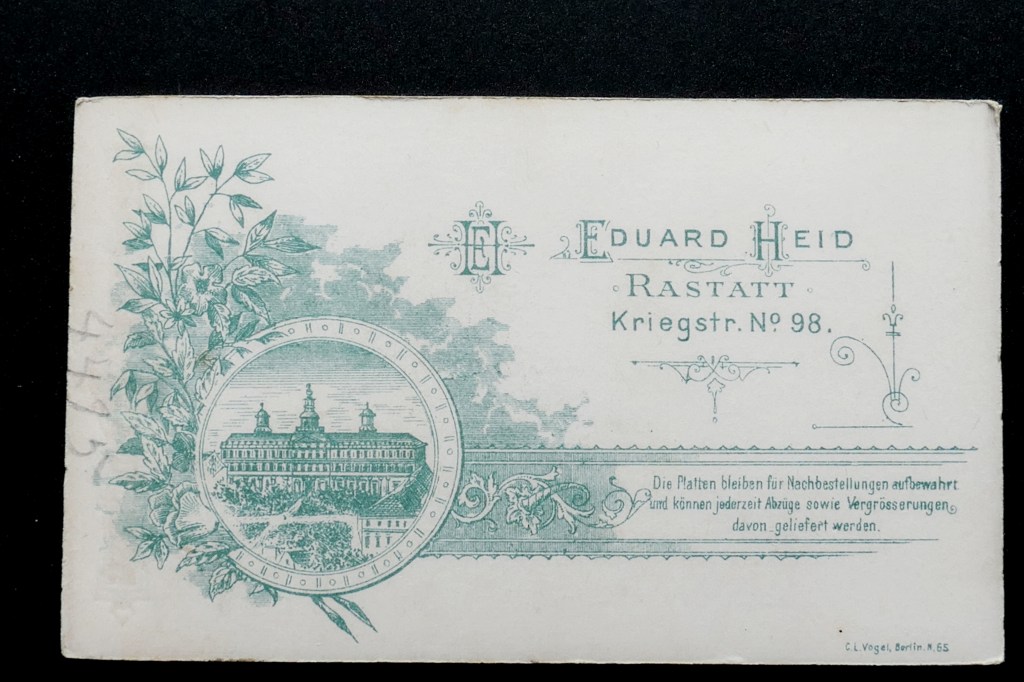 EH
EDUARD HEID
RASTATT
Kriegstr. No 98.
Die Platten bleiben für Nachbestellungen aufbewahrt
und können jederzeit Abzüge sowie Vergrösserungen
davon geliefert werden.
C. L. Vogel, Berlin. N. 65